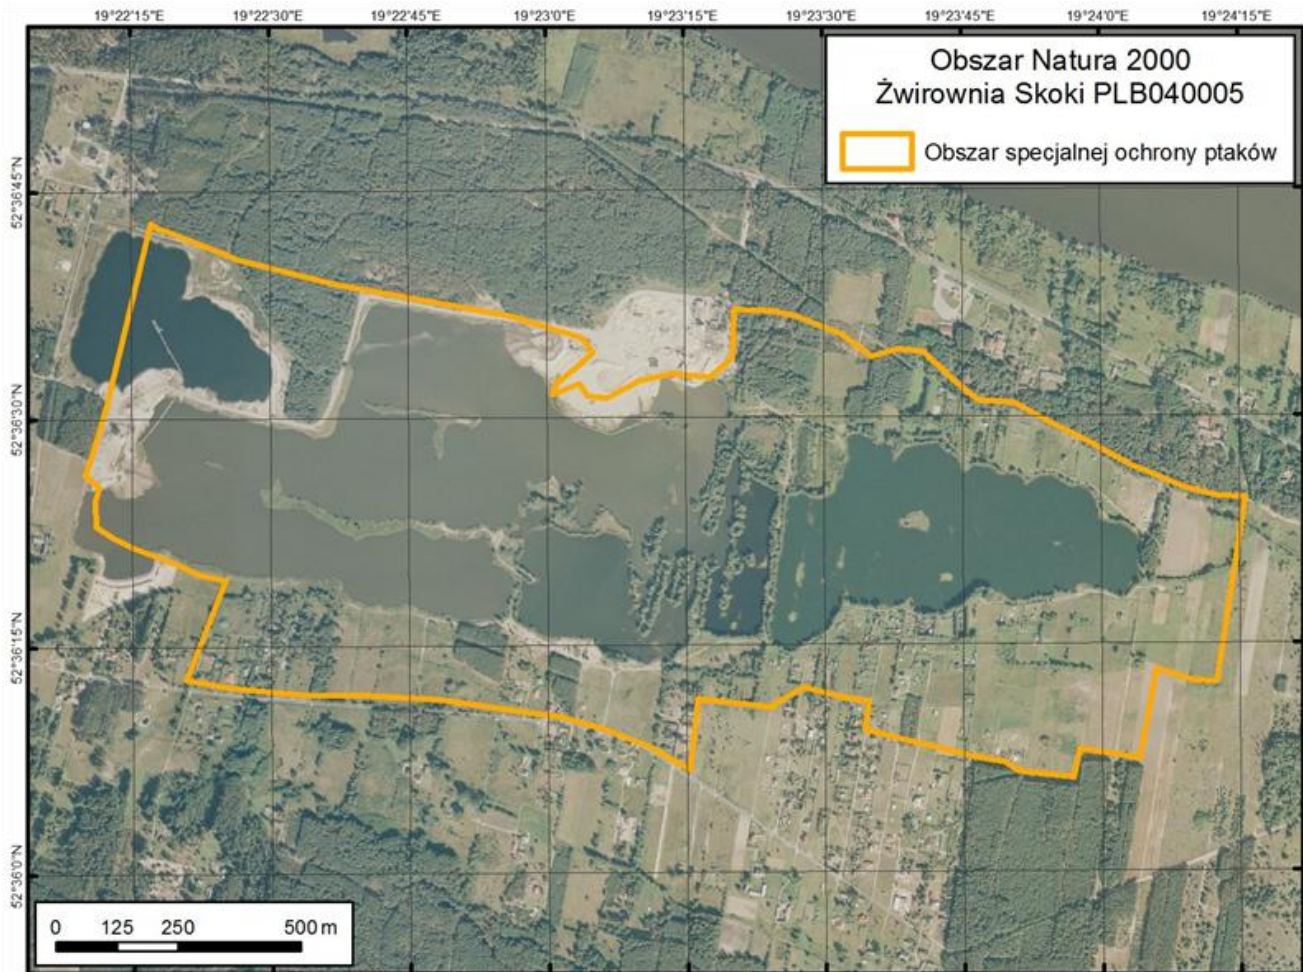 19°22'15"E 19°22'30"E 19°22'45"E 19°23'0"E 19°23'15"E 19°23'30"E 19°23'45"E 19°24'0"E 19°24'15"E
Obszar Natura 2000
Żwirownia Skoki PLB040005
Obszar specjalnej ochrony ptaków
52°36'45"N
52°36'30"N
52°36'15"N
52°36'0"N
0 125 250 500 m